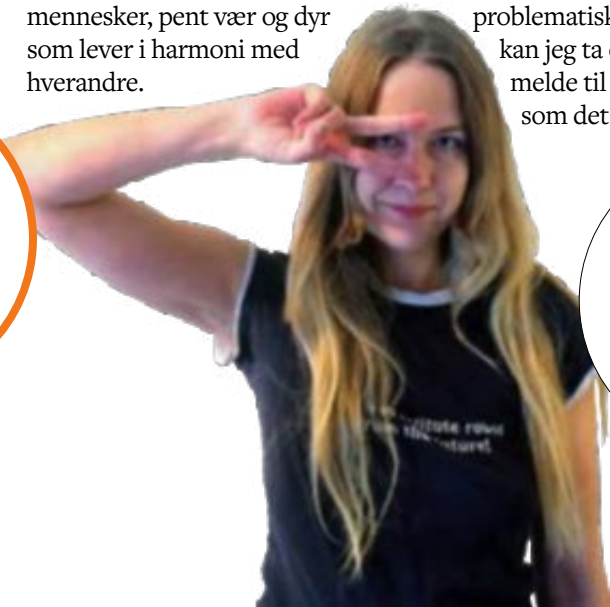 mennesker, pent vær og dyr
som lever i harmoni med
hverandre.
problematisk
kan jeg ta
melde til
som det